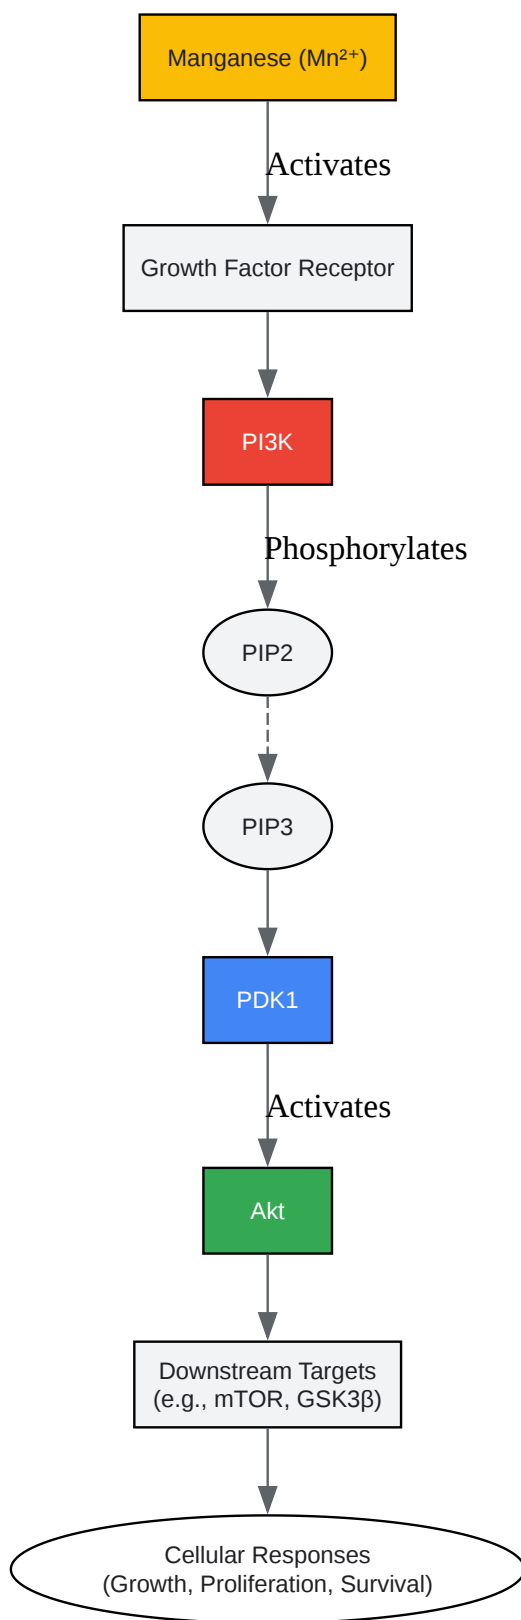 Manganese (Mn²⁺)
Activates
Growth Factor Receptor
PI3K
Phosphorylates
PIP2
PIP3
PDK1
Activates
Akt
Downstream Targets
(e.g., mTOR, GSK3β)
Cellular Responses
(Growth, Proliferation, Survival)